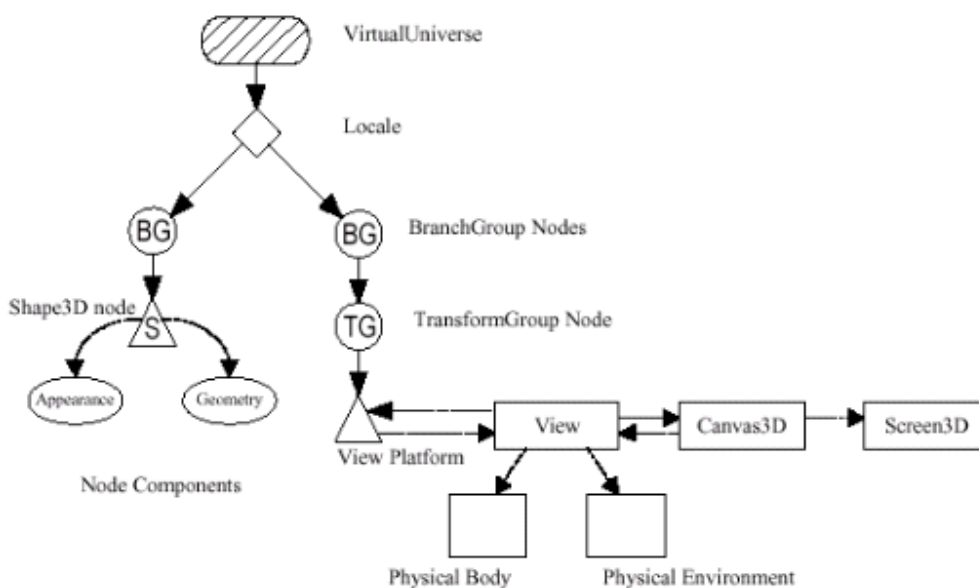 VirtualUniverse
Locale
BG
BG
BranchGroup Nodes
Shape3D node
S
TG
TransformGroup Node
Appearance
Geometry
View
Canvas3D
Screen3D
View Platform
Node Components
Physical Body
Physical Environment